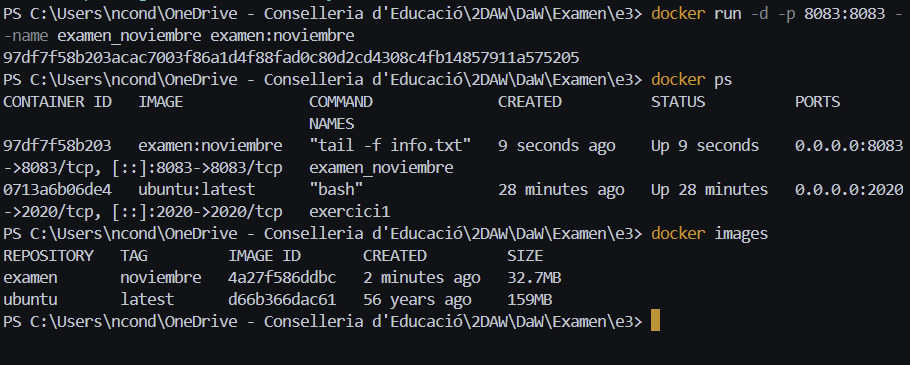 PS C:\Users\ncond\OneDrive - Conselleria d'Educació\2DAW\DaW\Examen\e3> docker run -d -p 8083:8083 -
-name examen_noviembre examen:noviembre
97df7f58b203acac7003f86a1d4f88fad0c80d2cd4308c4fb14857911a575205
PS C:\Users\ncond\OneDrive - Conselleria d'Educació\2DAW\DaW\Examen\e3> docker ps
CONTAINER ID   IMAGE              COMMAND               CREATED          STATUS          PORTS
                                  NAMES
97df7f58b203   examen:noviembre   "tail -f info.txt"   9 seconds ago    Up 9 seconds    0.0.0.0:8083
->8083/tcp, [::]:8083->8083/tcp   examen_noviembre
0713a6b06de4   ubuntu:latest      "bash"                28 minutes ago   Up 28 minutes   0.0.0.0:2020
->2020/tcp, [::]:2020->2020/tcp   exercici1
PS C:\Users\ncond\OneDrive - Conselleria d'Educació\2DAW\DaW\Examen\e3> docker images
REPOSITORY   TAG         IMAGE ID       CREATED         SIZE
examen       noviembre   4a27f586ddbc   2 minutes ago   32.7MB
ubuntu       latest      d66b366dac61   56 years ago    159MB
PS C:\Users\ncond\OneDrive - Conselleria d'Educació\2DAW\DaW\Examen\e3>